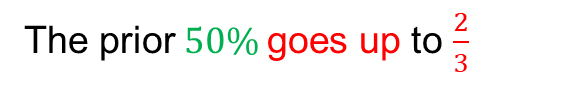 The prior 50% goes up to 2/3